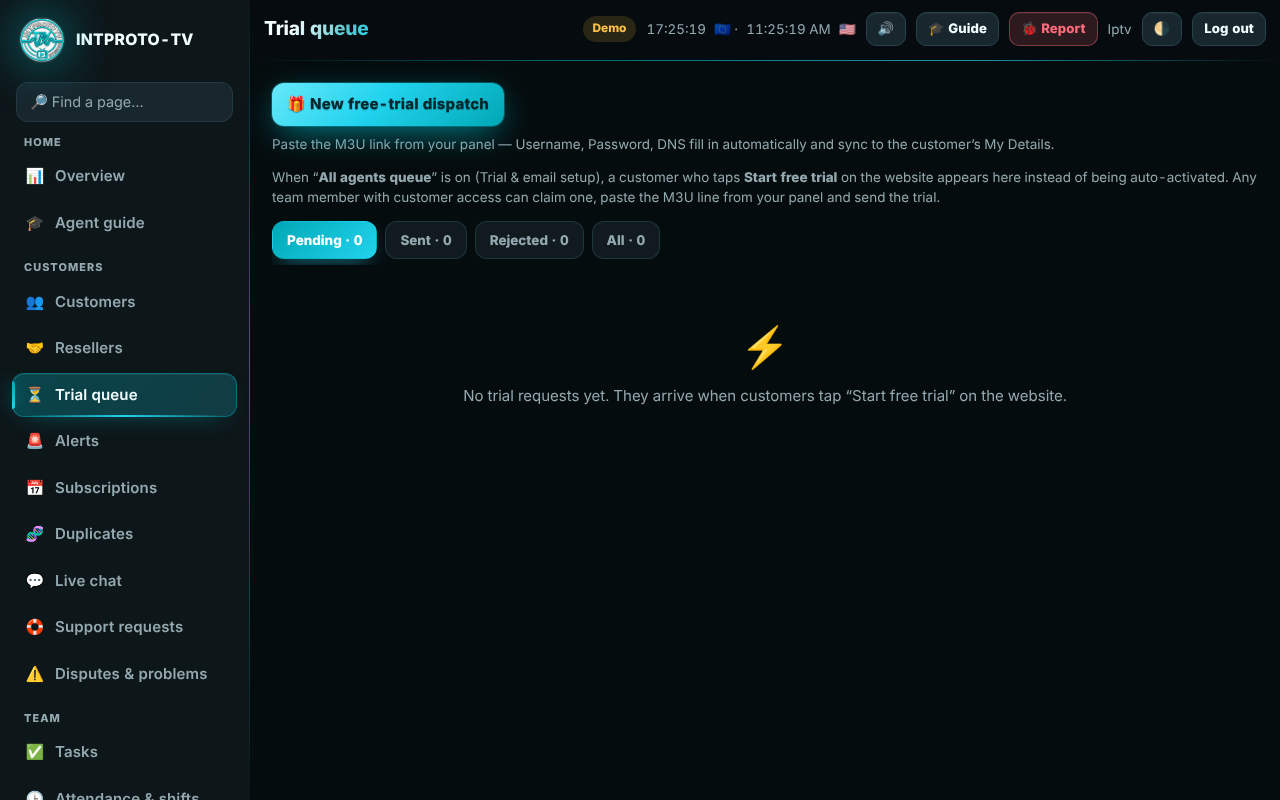 INTPROTO-TV
Find a page...
HOME
Overview
Agent guide
CUSTOMERS
Customers
Resellers
Trial queue
Alerts
Subscriptions
Duplicates
Live chat
Support requests
Disputes & problems
TEAM
Tasks
Attendance & shifts
Trial queue
Demo
17:25:19 · 11:25:19 AM
Guide
Report
Iptv
Log out
New free-trial dispatch
Paste the M3U link from your panel — Username, Password, DNS fill in automatically and sync to the customer’s My Details.
When “All agents queue” is on (Trial & email setup), a customer who taps Start free trial on the website appears here instead of being auto-activated. Any
team member with customer access can claim one, paste the M3U line from your panel and send the trial.
Pending · 0
Sent · 0
Rejected · 0
All · 0
No trial requests yet. They arrive when customers tap “Start free trial” on the website.